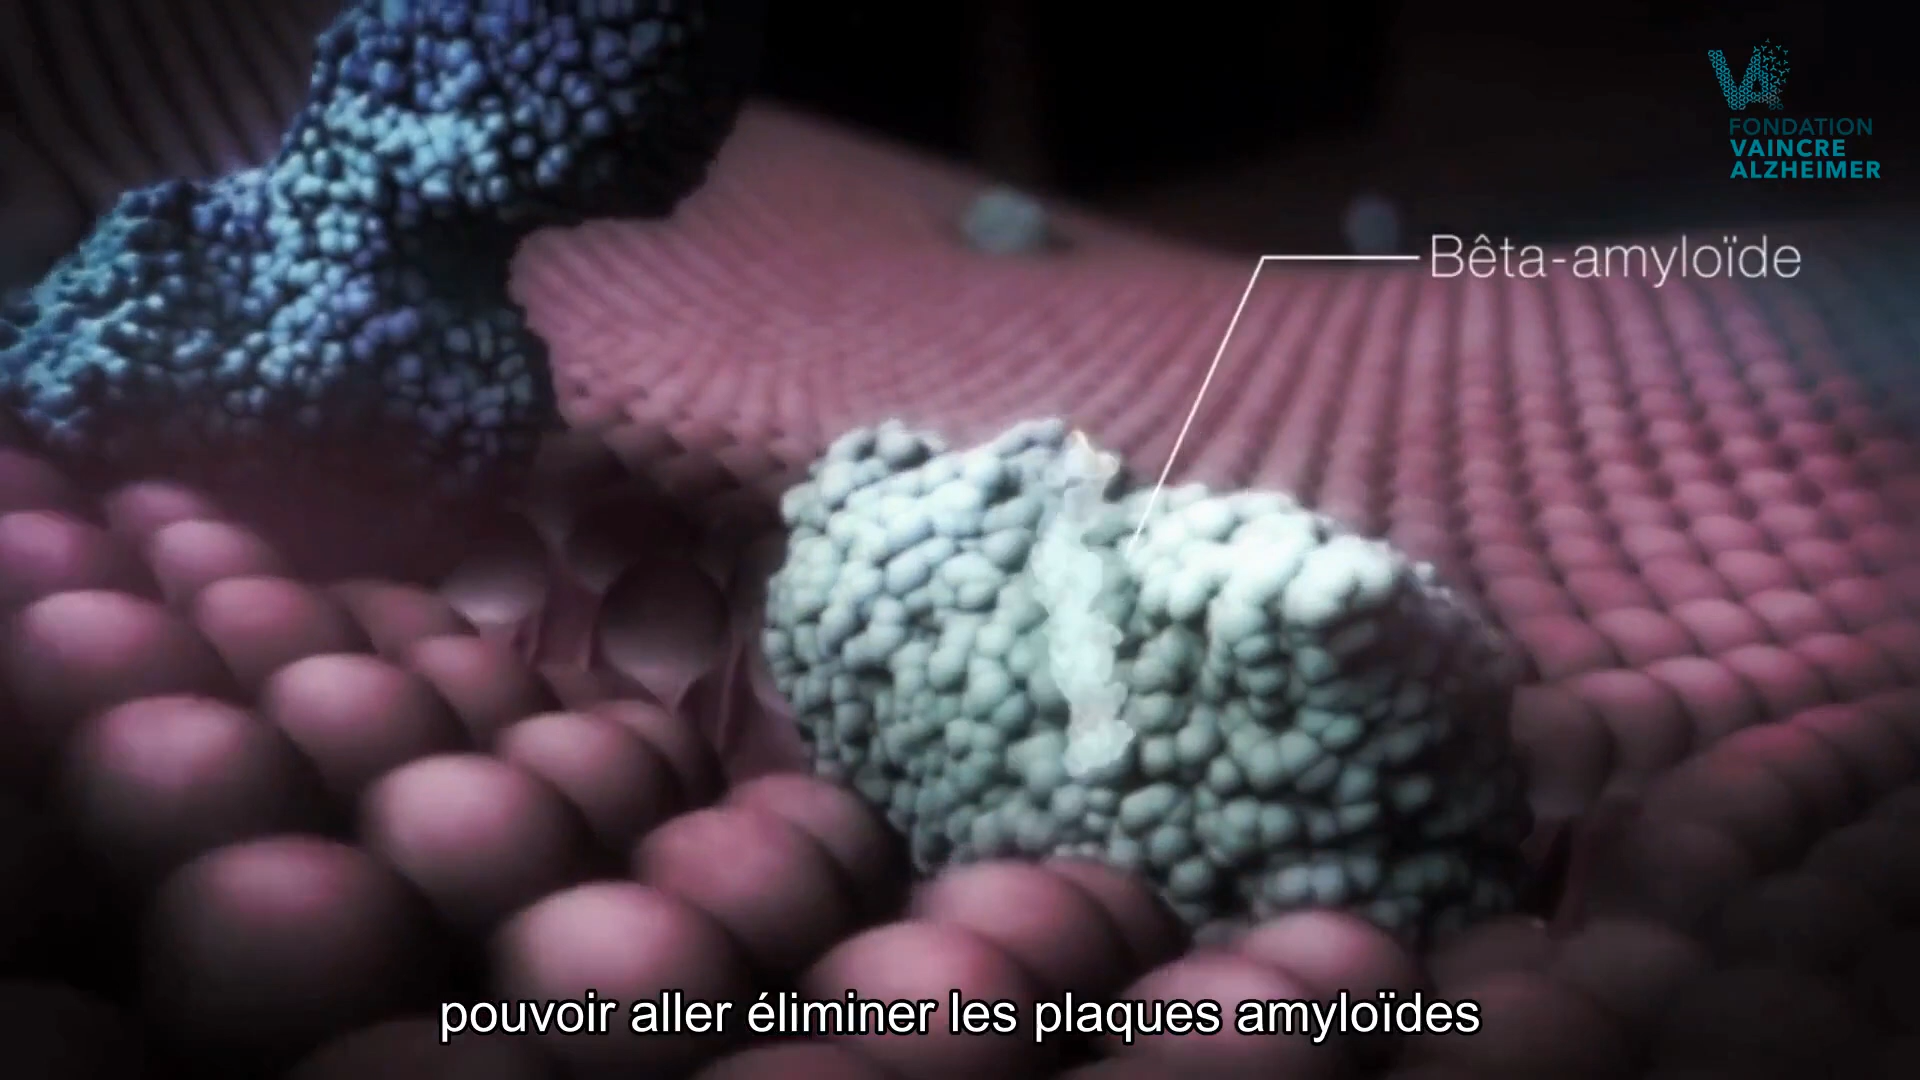 FONDATION
VAINCRE
ALZHEIMER
Bêta-amyloïde
pouvoir aller éliminer les plaques amyloïdes